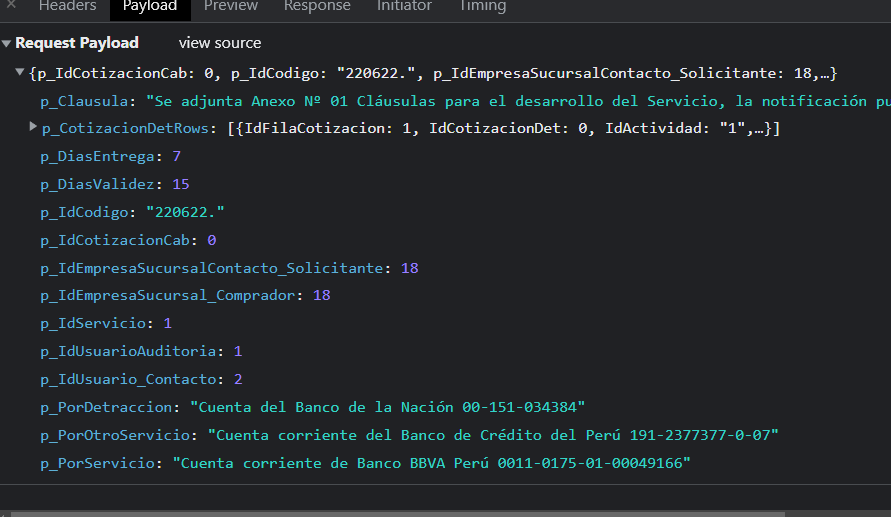 Headers Payload Preview Response Initiator Timing
Request Payload view source
{p_IdCotizacionCab: 0, p_IdCodigo: "220622.", p_IdEmpresaSucursalContacto_Solicitante: 18,…}
p_Clausula: "Se adjunta Anexo Nº 01 Cláusulas para el desarrollo del Servicio, la notificación pu
p_CotizacionDetRows: [{IdFilaCotizacion: 1, IdCotizacionDet: 0, IdActividad: "1",…}]
p_DiasEntrega: 7
p_DiasValidez: 15
p_IdCodigo: "220622."
p_IdCotizacionCab: 0
p_IdEmpresaSucursalContacto_Solicitante: 18
p_IdEmpresaSucursal_Comprador: 18
p_IdServicio: 1
p_IdUsuarioAuditoria: 1
p_IdUsuario_Contacto: 2
p_PorDetraccion: "Cuenta del Banco de la Nación 00-151-034384"
p_PorOtroServicio: "Cuenta corriente del Banco de Crédito del Perú 191-2377377-0-07"
p_PorServicio: "Cuenta corriente de Banco BBVA Perú 0011-0175-01-00049166"